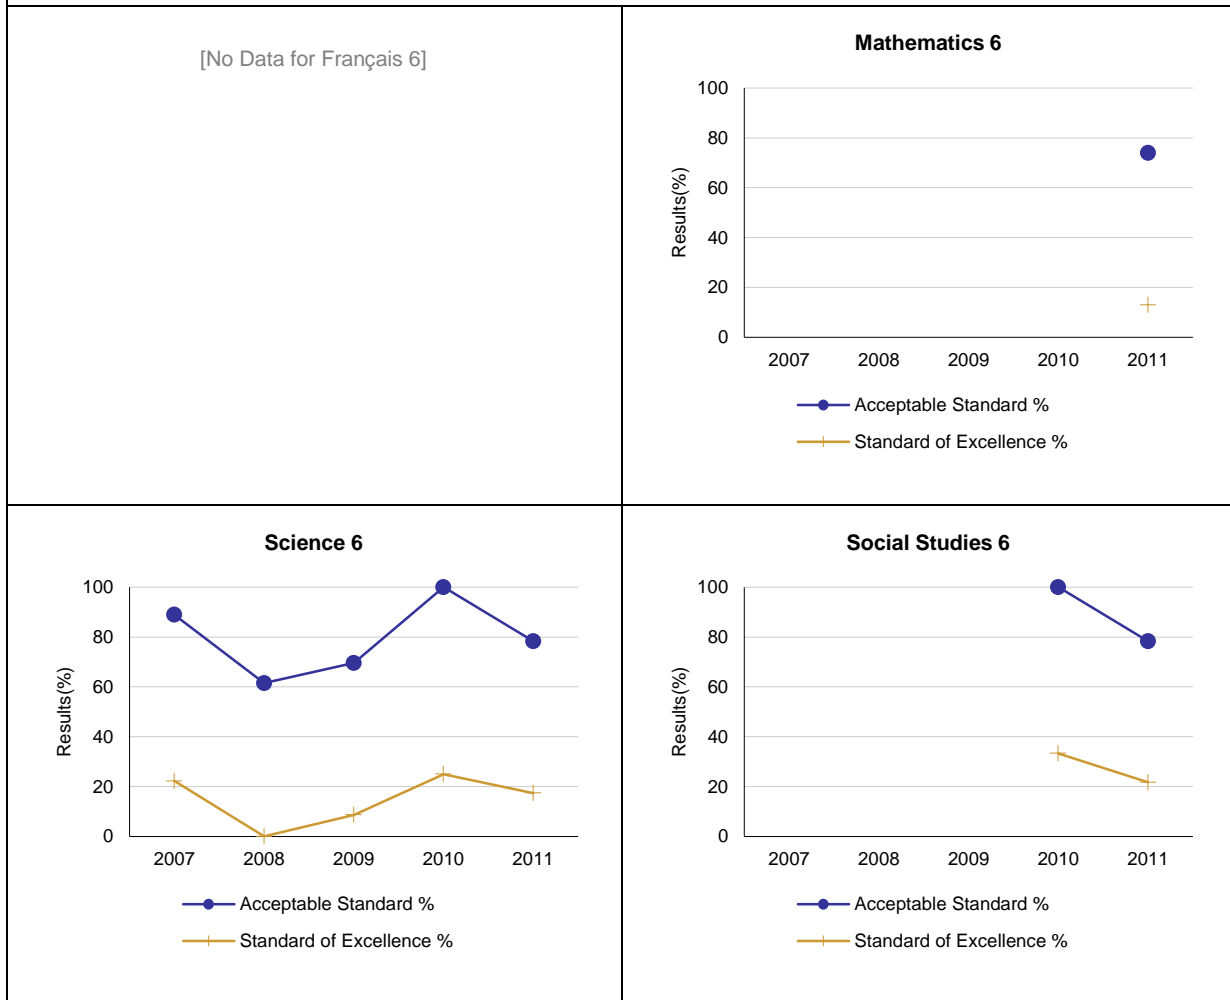 [No Data for Français 6]
Mathematics 6
100
80
60
40
20
0
Results(%)
2007 2008 2009 2010 2011
Acceptable Standard %
Standard of Excellence %
Science 6
100
80
60
40
20
0
Results(%)
2007 2008 2009 2010 2011
Acceptable Standard %
Standard of Excellence %
Social Studies 6
100
80
60
40
20
0
Results(%)
2007 2008 2009 2010 2011
Acceptable Standard %
Standard of Excellence %